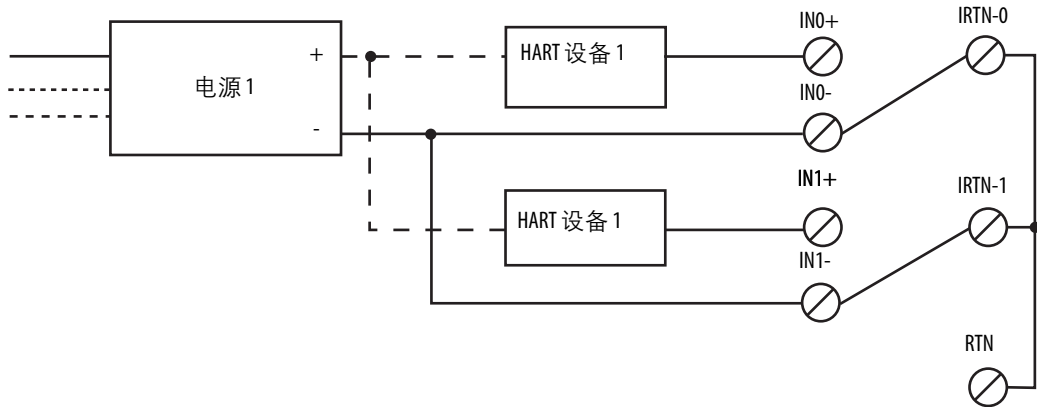 IN0+
IRTN-0
+
HART 设备 1
电源 1
IN0-
-
IN1+
IRTN-1
HART 设备 1
IN1-
RTN